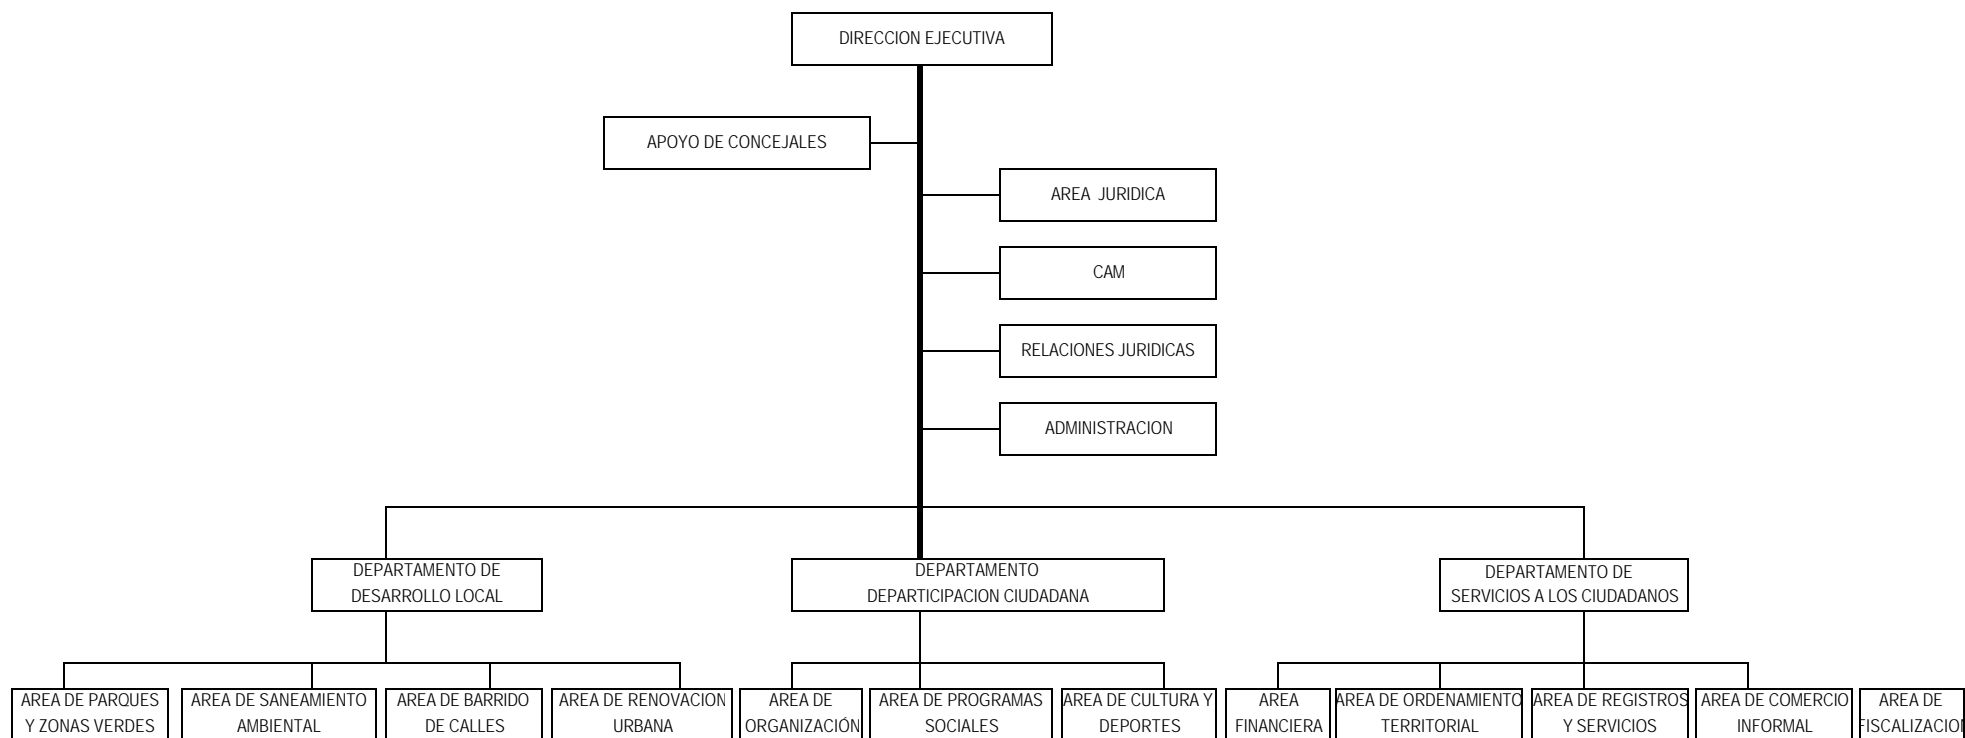 DIRECCION EJECUTIVA
APOYO DE CONCEJALES
AREA JURIDICA
CAM
RELACIONES JURIDICAS
ADMINISTRACION
DEPARTAMENTO DE
DESARROLLO LOCAL
DEPARTAMENTO
DEPARTICIPACION CIUDADANA
DEPARTAMENTO DE
SERVICIOS A LOS CIUDADANOS
AREA DE PARQUES
Y ZONAS VERDES
AREA DE SANEAMIENTO
AMBIENTAL
AREA DE BARRIDO
DE CALLES
AREA DE RENOVACION
URBANA
AREA DE
ORGANIZACIÓN
AREA DE PROGRAMAS
SOCIALES
AREA DE CULTURA Y
DEPORTES
AREA
FINANCIERA
AREA DE ORDENAMIENTO
TERRITORIAL
AREA DE REGISTROS
Y SERVICIOS
AREA DE COMERCIO
INFORMAL
AREA DE
FISCALIZACION